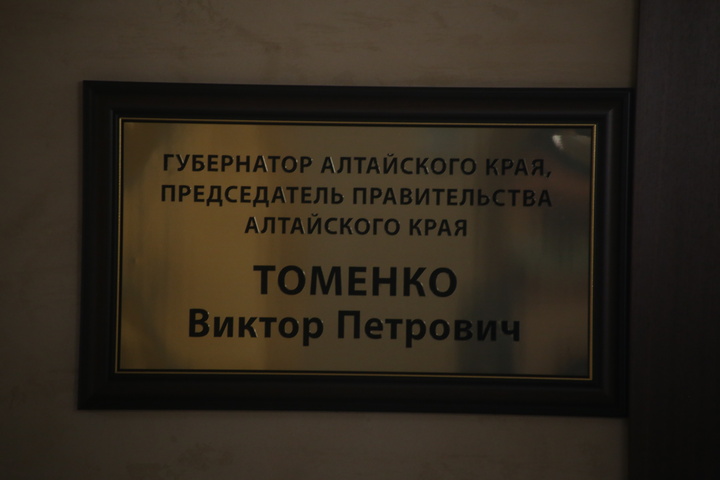 ГУБЕРНАТОР АЛТАЙСКОГО КРАЯ,
ПРЕДСЕДАТЕЛЬ ПРАВИТЕЛЬСТВА
АЛТАЙСКОГО КРАЯ
ТОМЕНКО
Виктор Петрович